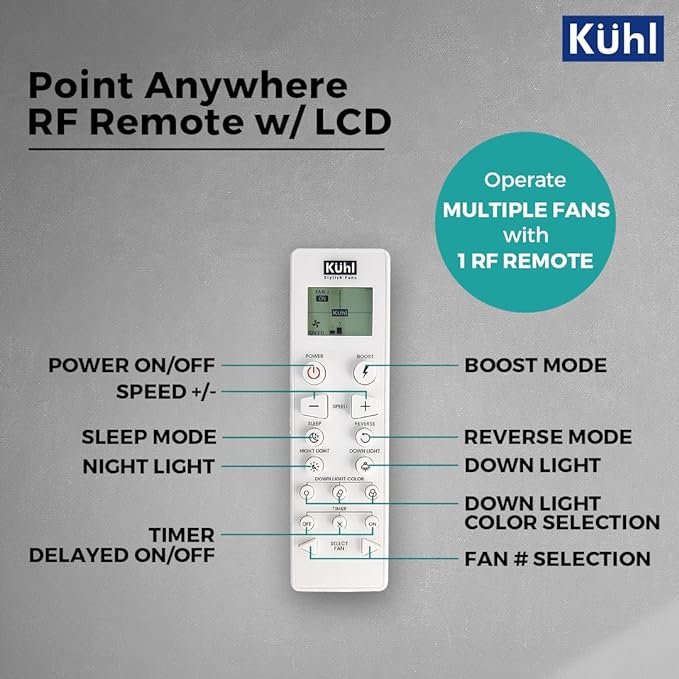 Kühl
Point Anywhere
RF Remote w/ LCD
Operate
MULTIPLE FANS
with
1 RF REMOTE
Kühl
Stylish Fans
FAN
ON
Kühl
SPEED
POWER BOOST
POWER ON/OFF
BOOST MODE
SPEED +/-
− SPEED +
SLEEP REVERSE
SLEEP MODE
REVERSE MODE
NIGHT LIGHT DOWN LIGHT
NIGHT LIGHT
DOWN LIGHT
DOWN LIGHT COLOR
DOWN LIGHT
COLOR SELECTION
TIMER
OFF ON
TIMER
DELAYED ON/OFF
SELECT
FAN
FAN # SELECTION